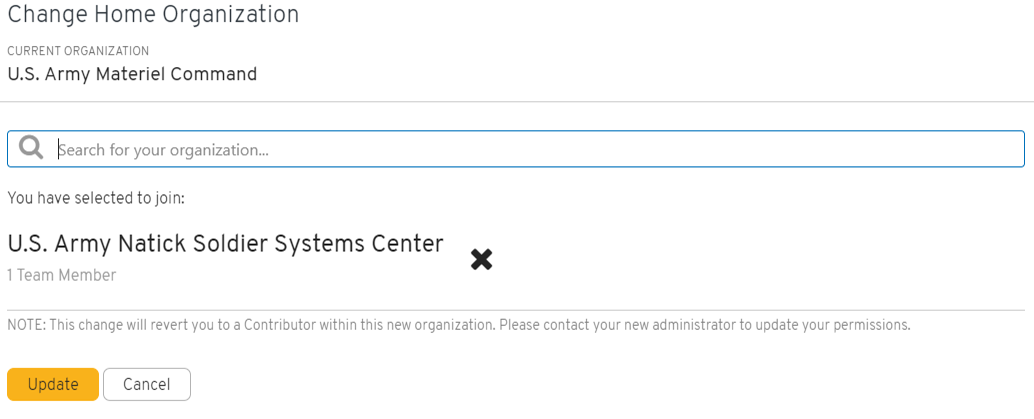 Change Home Organization
CURRENT ORGANIZATION
U.S. Army Materiel Command
Search for your organization...
You have selected to join:
U.S. Army Natick Soldier Systems Center
1 Team Member
NOTE: This change will revert you to a Contributor within this new organization. Please contact your new administrator to update your permissions.
Update Cancel